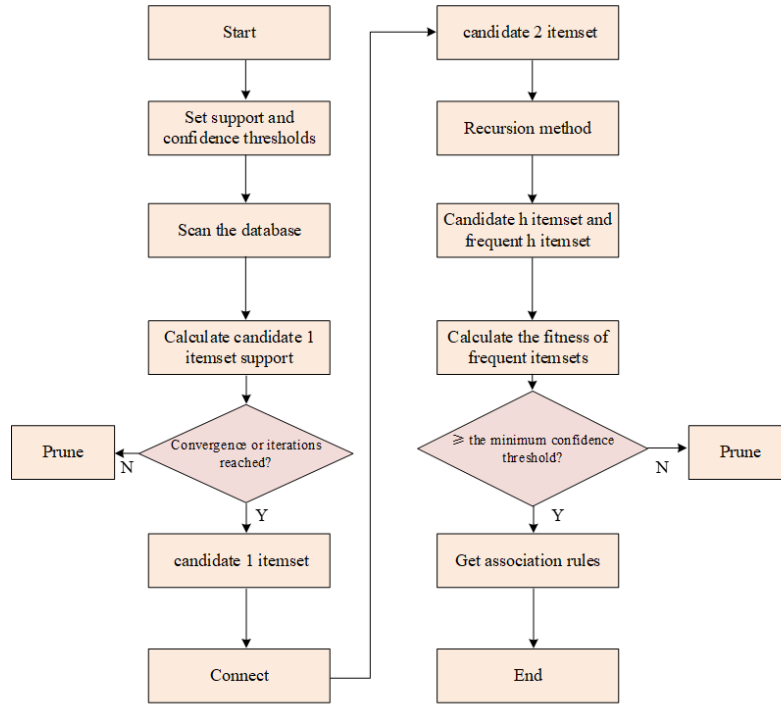 Start
Set support and
confidence thresholds
Scan the database
Calculate candidate 1
itemset support
Convergence or iterations
reached?
Prune
N
Y
candidate 1 itemset
Connect
candidate 2 itemset
Recursion method
Candidate h itemset and
frequent h itemset
Calculate the fitness of
frequent itemsets
≥ the minimum confidence
threshold?
N
Prune
Y
Get association rules
End